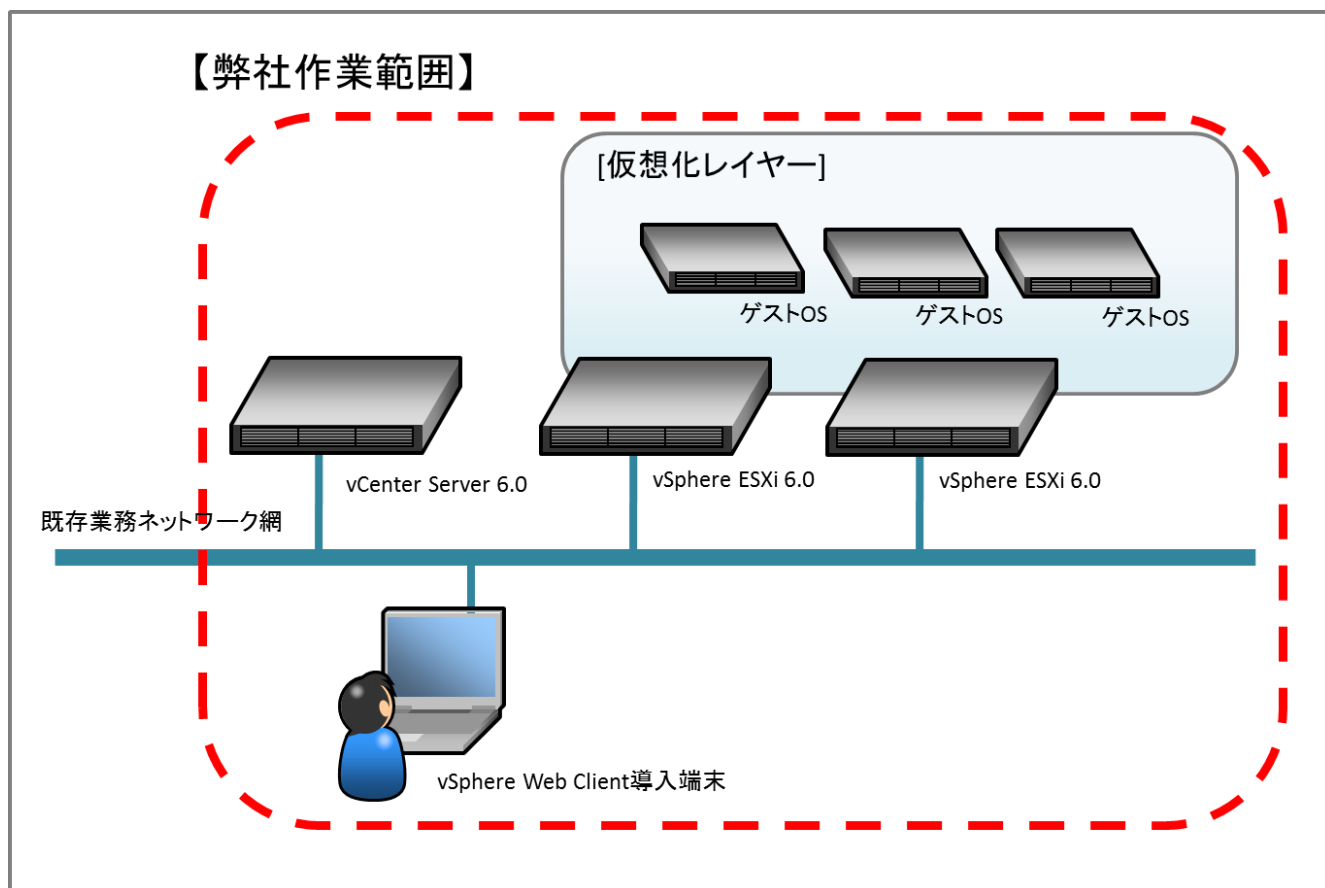 【弊社作業範囲】
[仮想化レイヤー]
ゲストOS
ゲストOS
ゲストOS
vCenter Server 6.0
vSphere ESXi 6.0
vSphere ESXi 6.0
既存業務ネットワーク網
vSphere Web Client導入端末